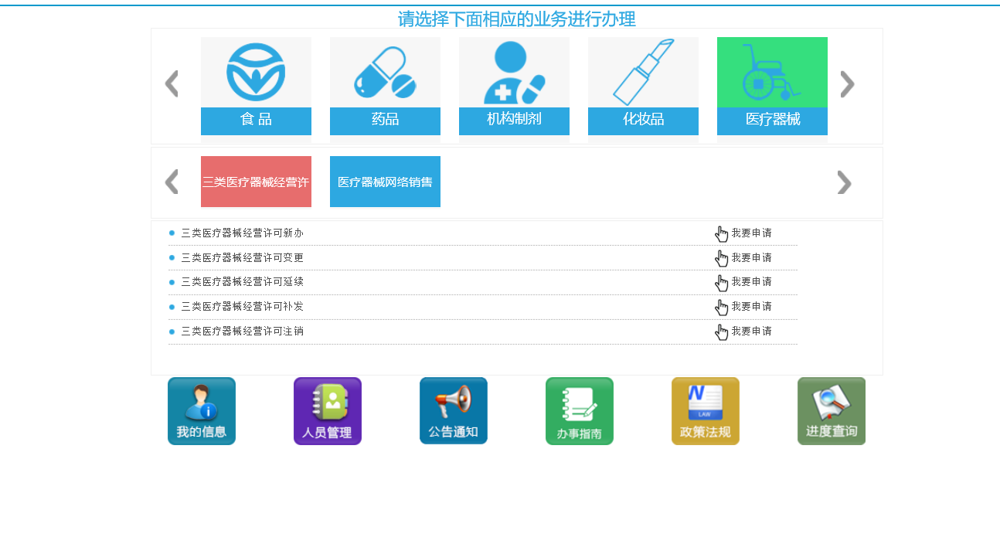 请选择下面相应的业务进行办理
食 品
药品
机构制剂
化妆品
医疗器械
三类医疗器械经营许
医疗器械网络销售
三类医疗器械经营许可新办 我要申请
三类医疗器械经营许可变更 我要申请
三类医疗器械经营许可延续 我要申请
三类医疗器械经营许可补发 我要申请
三类医疗器械经营许可注销 我要申请
我的信息
人员管理
公告通知
办事指南
LAW
政策法规
进度查询